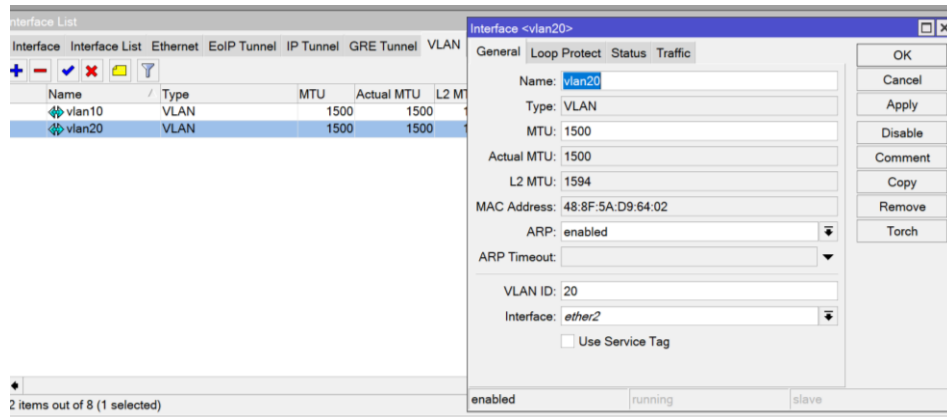 Interface List
Interface Interface List Ethernet EoIP Tunnel IP Tunnel GRE Tunnel VLAN
Name / Type MTU Actual MTU L2 MT
vlan10 VLAN 1500 1500 1
vlan20 VLAN 1500 1500 1
2 items out of 8 (1 selected)
Interface <vlan20>
General Loop Protect Status Traffic
Name: vlan20
Type: VLAN
MTU: 1500
Actual MTU: 1500
L2 MTU: 1594
MAC Address: 48:8F:5A:D9:64:02
ARP: enabled
ARP Timeout:
VLAN ID: 20
Interface: ether2
Use Service Tag
enabled running slave
OK
Cancel
Apply
Disable
Comment
Copy
Remove
Torch